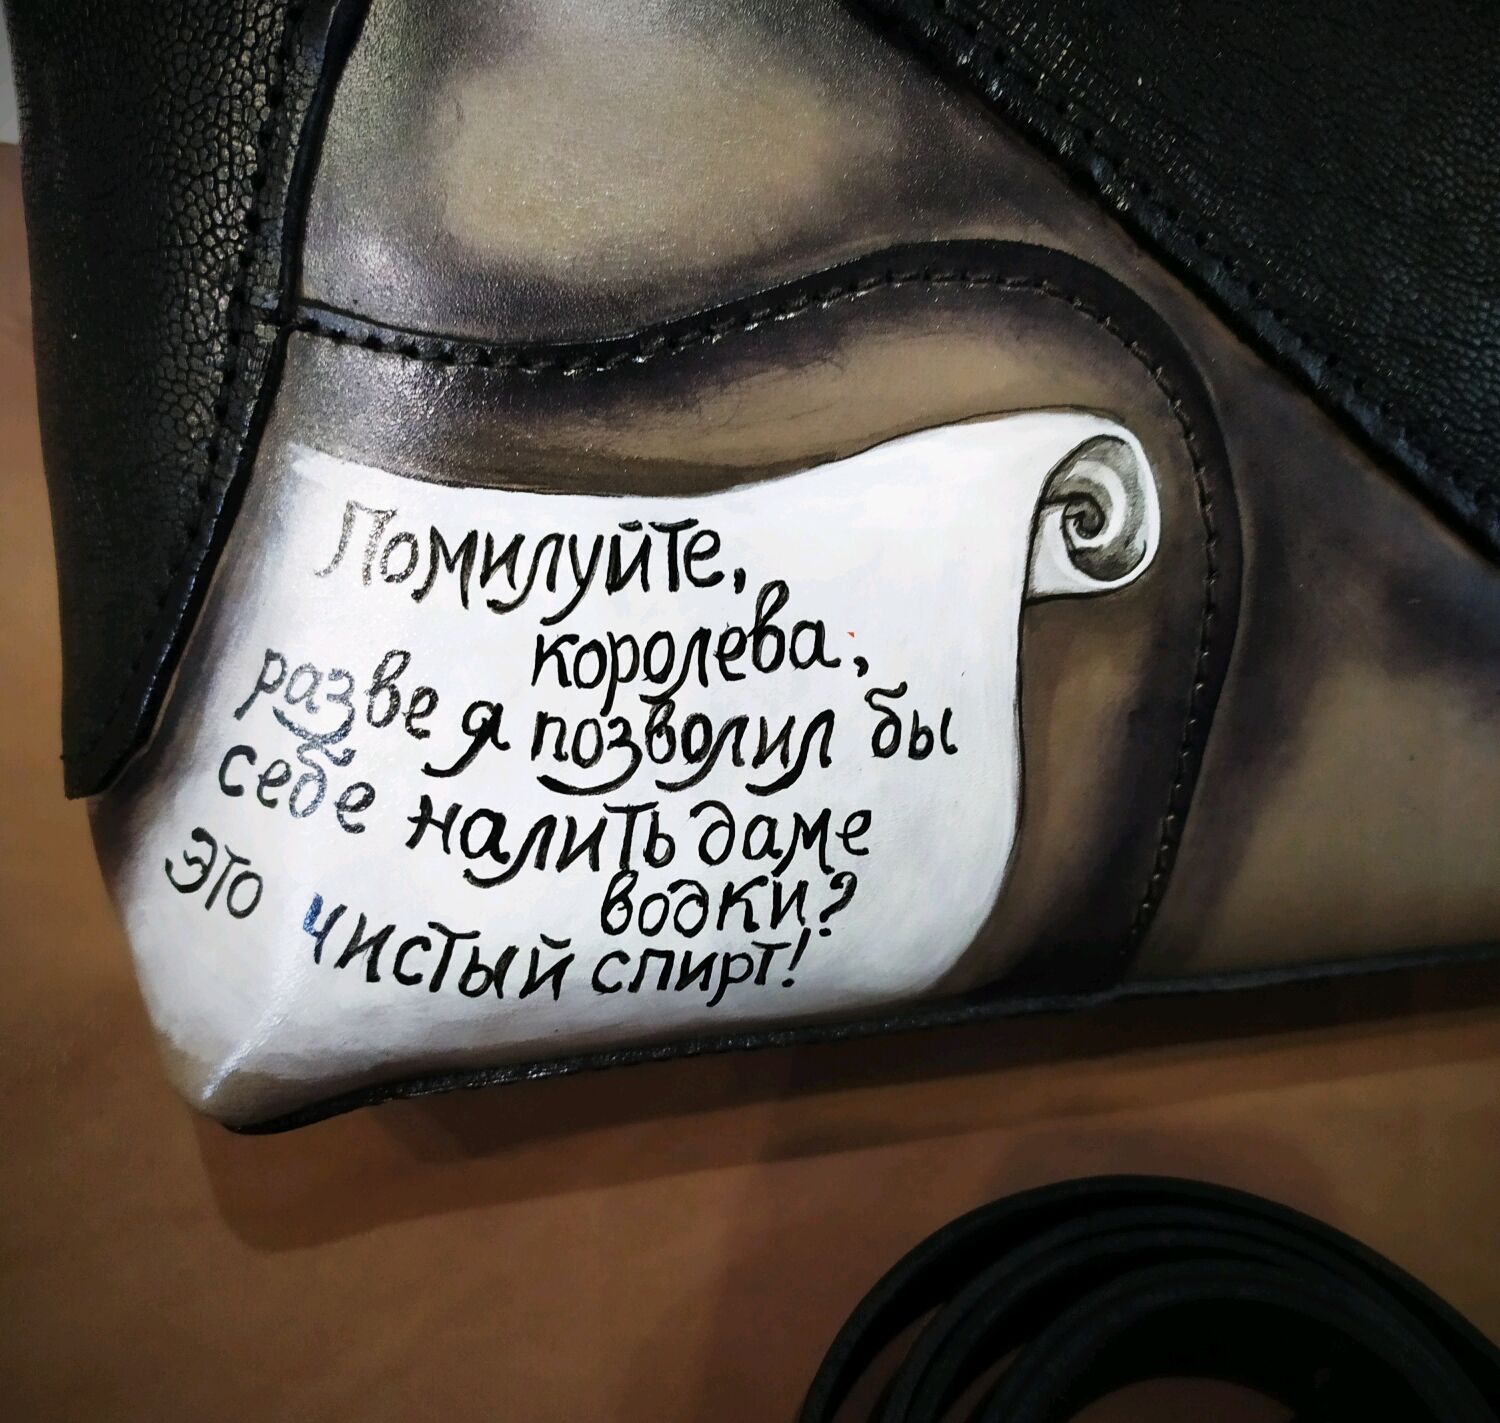 Помилуйте,
королева,
разве я позволил бы
себе налить даме
водки?
Это чистый спирт!